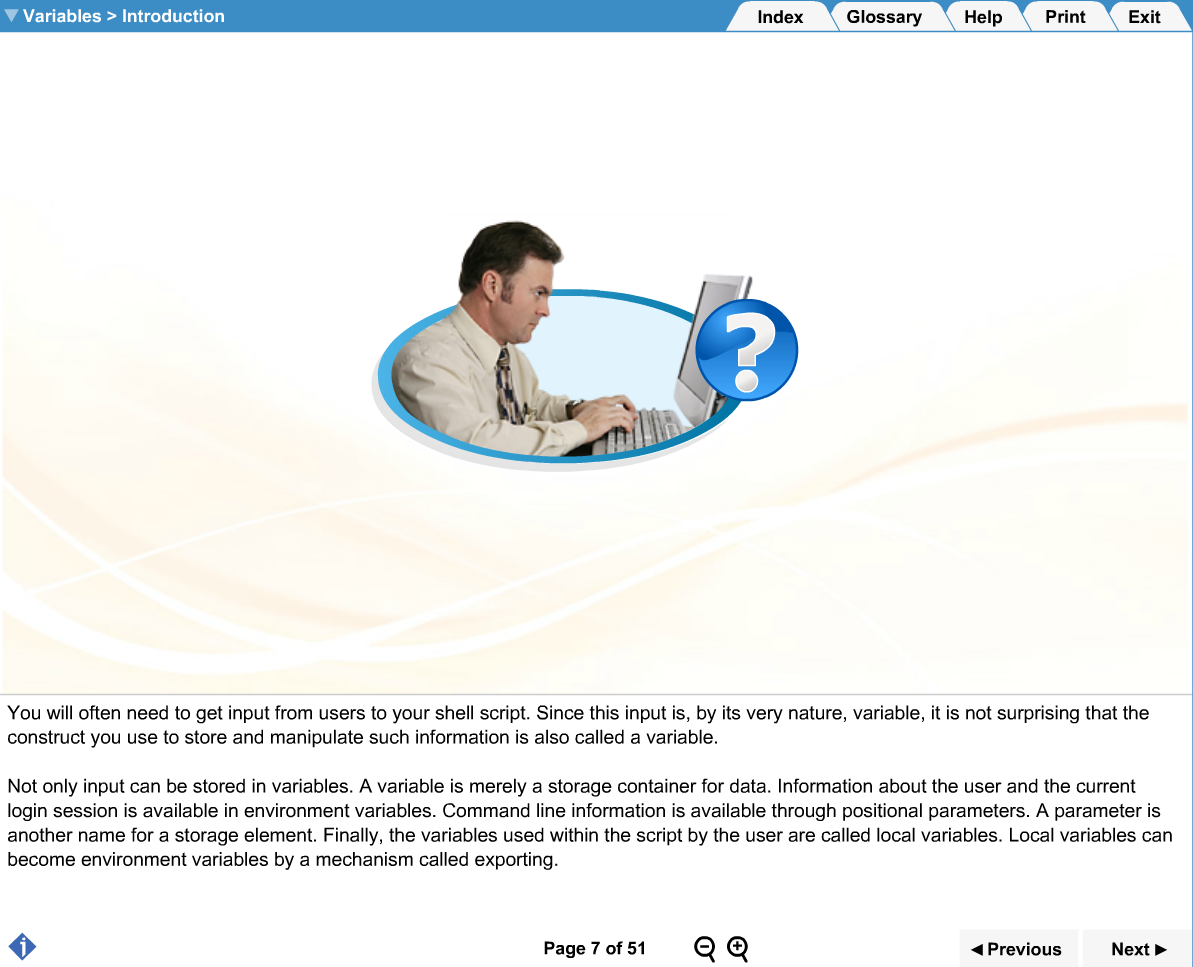 Variables > Introduction
Index
Glossary
Help
Print
Exit
?
You will often need to get input from users to your shell script. Since this input is, by its very nature, variable, it is not surprising that the
construct you use to store and manipulate such information is also called a variable.
Not only input can be stored in variables. A variable is merely a storage container for data. Information about the user and the current
login session is available in environment variables. Command line information is available through positional parameters. A parameter is
another name for a storage element. Finally, the variables used within the script by the user are called local variables. Local variables can
become environment variables by a mechanism called exporting.
i
Page 7 of 51
Previous
Next